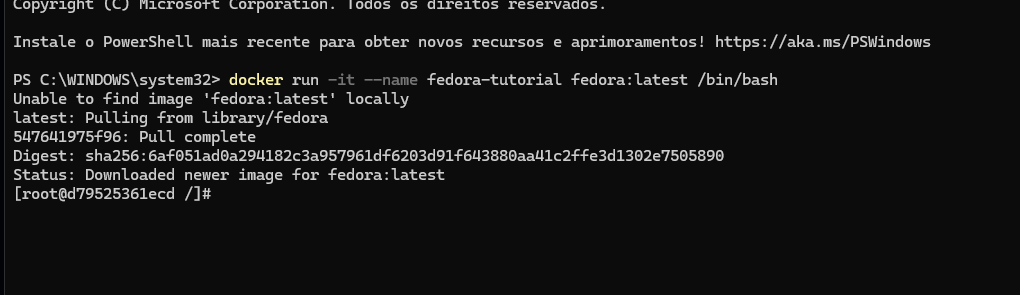 Copyright (C) Microsoft Corporation. Todos os direitos reservados.
Instale o PowerShell mais recente para obter novos recursos e aprimoramentos! https://aka.ms/PSWindows
PS C:\WINDOWS\system32> docker run -it --name fedora-tutorial fedora:latest /bin/bash
Unable to find image 'fedora:latest' locally
latest: Pulling from library/fedora
547641975f96: Pull complete
Digest: sha256:6af051ad0a294182c3a957961df6203d91f643880aa41c2ffe3d1302e7505890
Status: Downloaded newer image for fedora:latest
[root@d79525361ecd /]#